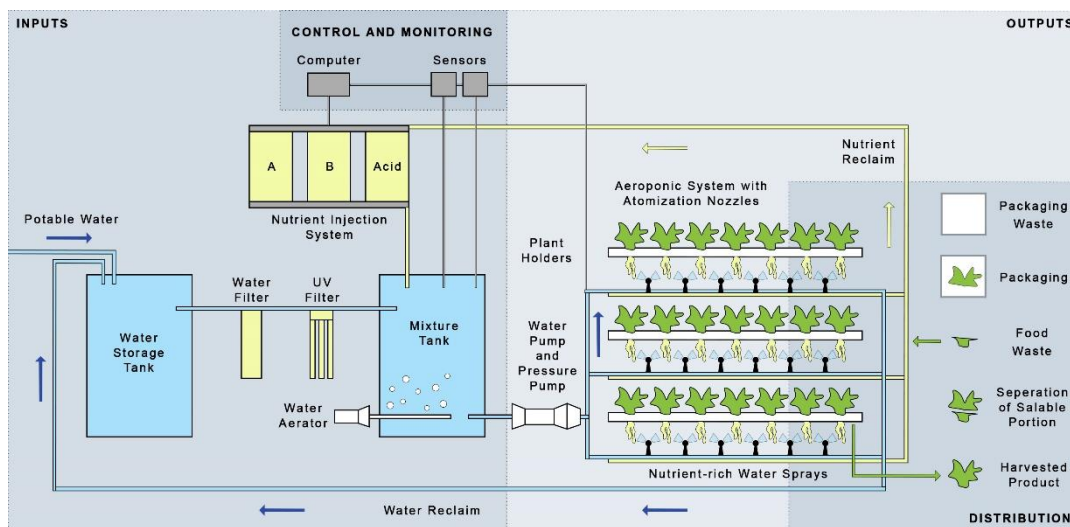 INPUTS
CONTROL AND MONITORING
OUTPUTS
Computer
Sensors
A
B
Acid
Nutrient Injection
System
Nutrient
Reclaim
Potable Water
Aeroponic System with
Atomization Nozzles
Plant
Holders
Packaging
Waste
Packaging
Water
Filter
UV
Filter
Water
Storage
Tank
Mixture
Tank
Water
Pump
and
Pressure
Pump
Food
Waste
Water
Aerator
Seperation
of Salable
Portion
Nutrient-rich Water Sprays
Harvested
Product
Water Reclaim
DISTRIBUTION